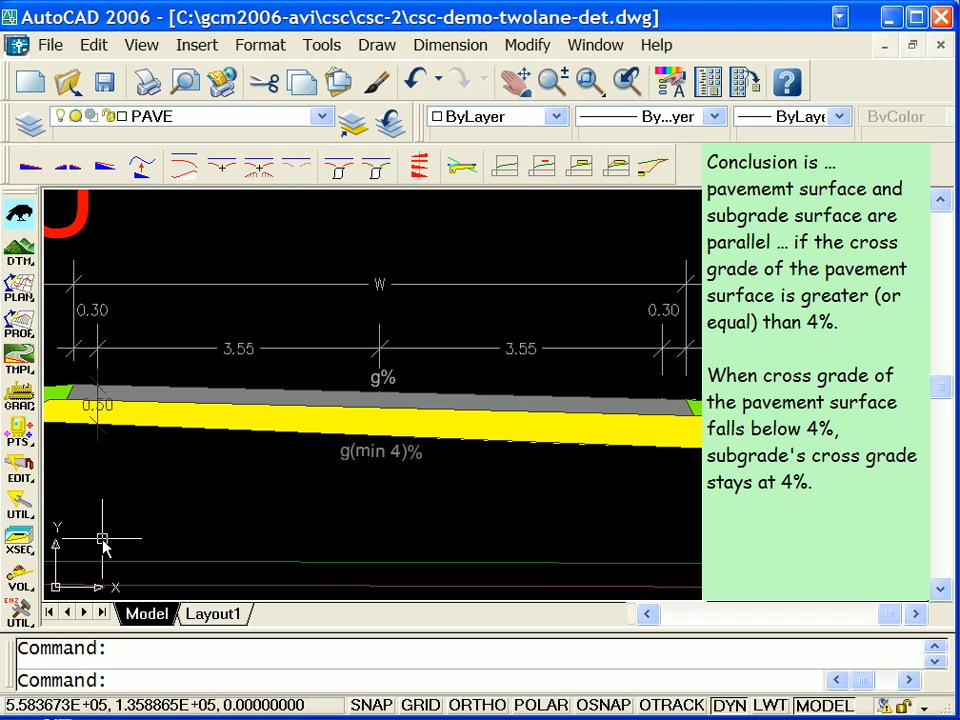 AutoCAD 2006 - [C:\gcm2006-avi\csc\csc-2\csc-demo-twolane-det.dwg]
File Edit View Insert Format Tools Draw Dimension Modify Window Help
PAVE ByLayer By...yer ByLaye ByColor
Conclusion is ...
pavememt surface and
subgrade surface are
parallel ... if the cross
grade of the pavement
surface is greater (or
equal) than 4%.
When cross grade of
the pavement surface
falls below 4%,
subgrade's cross grade
stays at 4%.
DTM
PLAN
PROF
TMPL
GRAD
PTS
EDIT
UTIL
XSEC
VOL
ENZ
UTIL
W
0.30 0.30
3.55 3.55
g%
0.50
g(min 4)%
Y
X
Model Layout1
Command:
Command:
5.583673E+05, 1.358865E+05, 0.00000000 SNAP GRID ORTHO POLAR OSNAP OTRACK DYN LWT MODEL